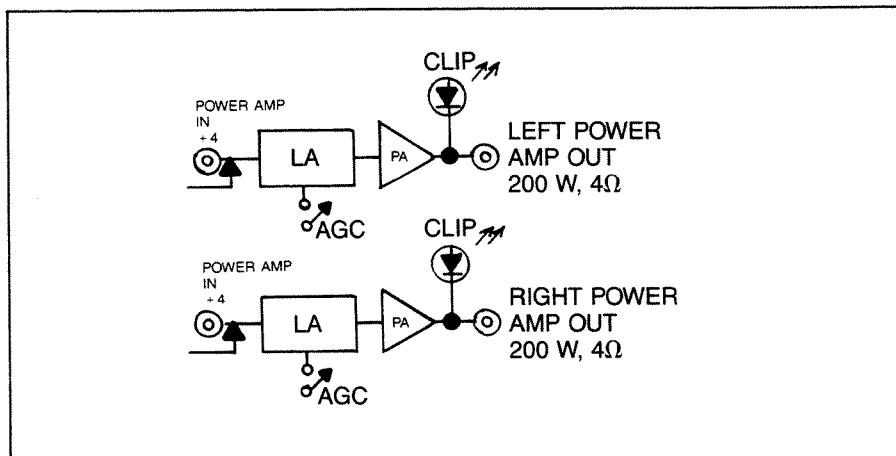 CLIP
POWER AMP
IN
+4
LA
PA
LEFT POWER
AMP OUT
200 W, 4Ω
AGC
CLIP
POWER AMP
IN
+4
LA
PA
RIGHT POWER
AMP OUT
200 W, 4Ω
AGC